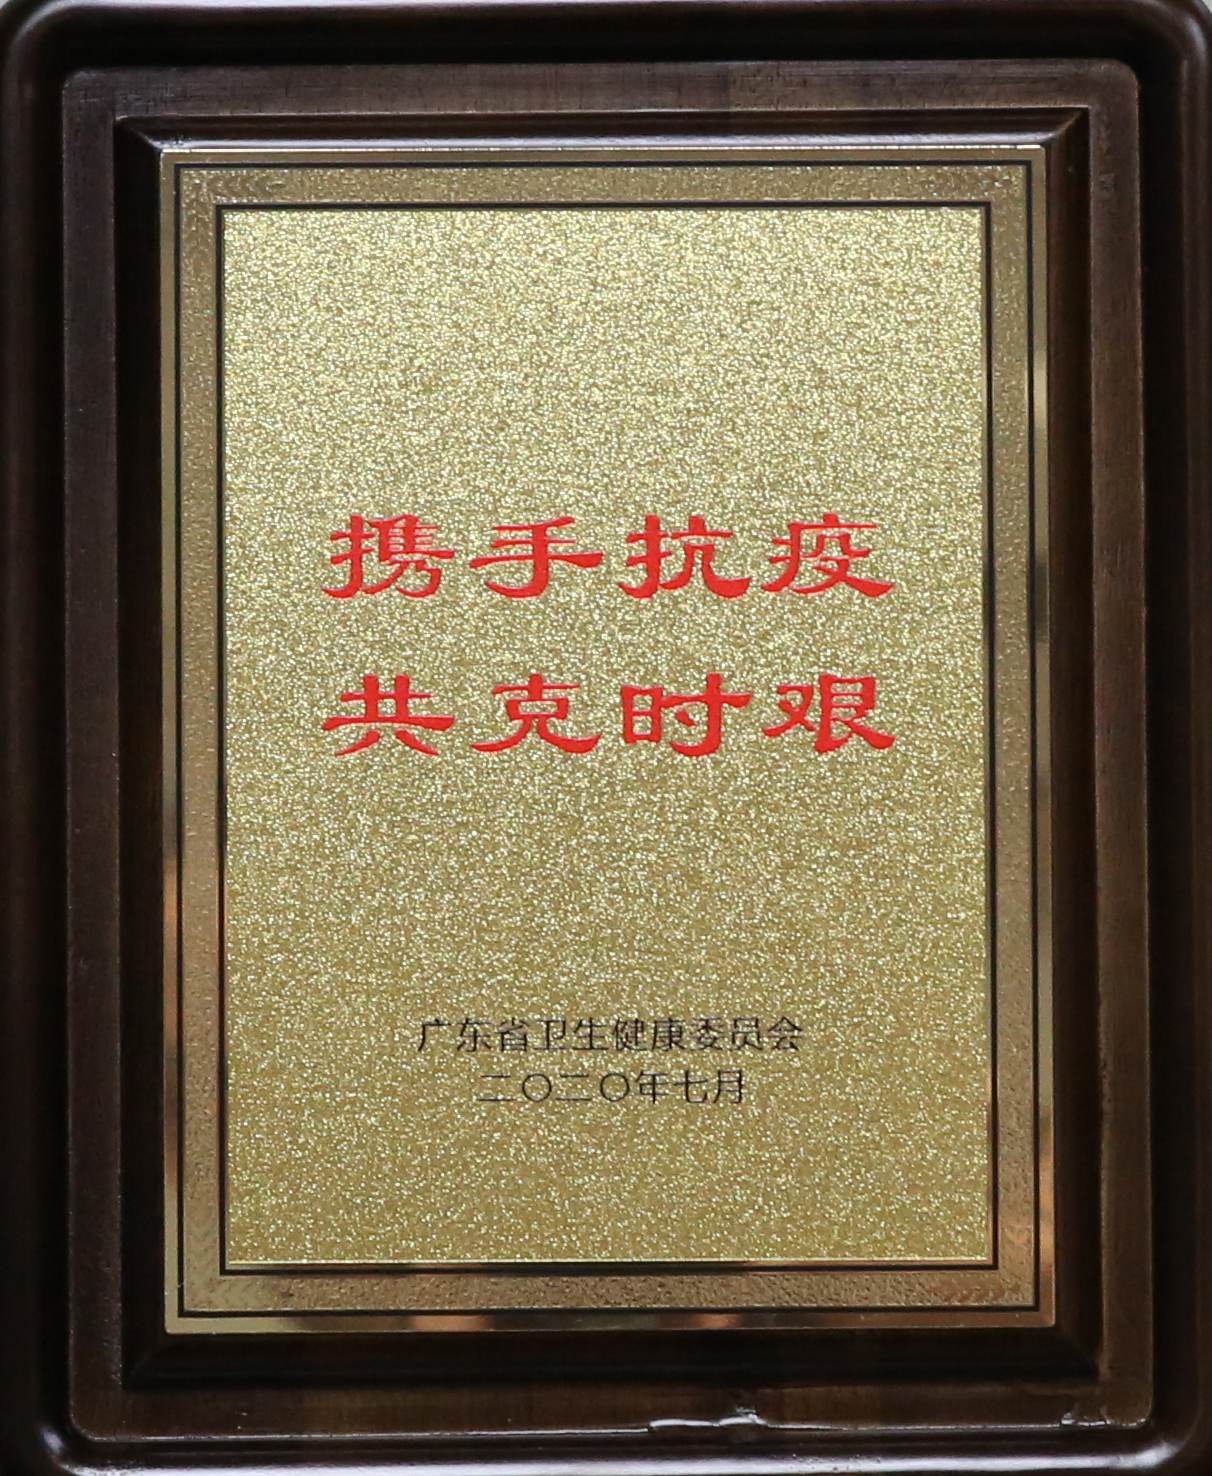 携手抗疫
共克时艰
广东省卫生健康委员会
二〇二〇年七月